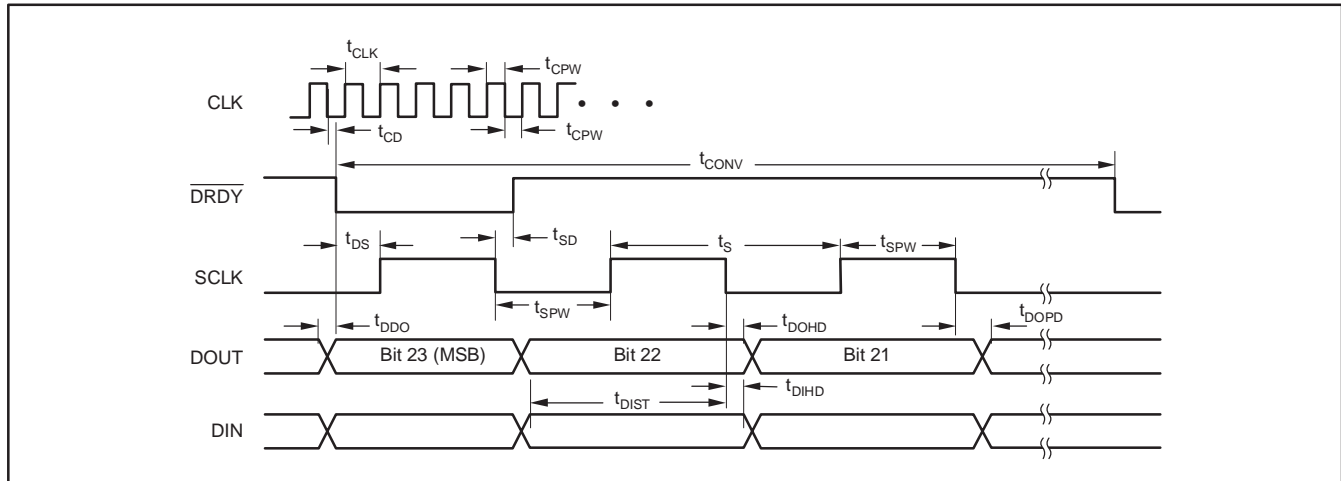 tCLK
tCPW
CLK
tCD
tCPW
tCONV
DRDY
tDS
tSD
tS
tSPW
SCLK
tSPW
tDDO
tDOHD
tDOPD
DOUT
Bit 23 (MSB)
Bit 22
Bit 21
tDIST
tDIHD
DIN